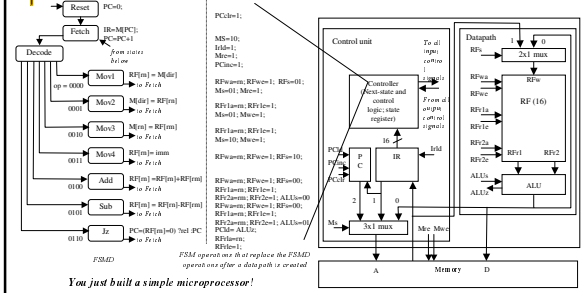 Reset
PC=0;
Fetch
IR=M[PC];
PC=PC+1
from states
below
Decode
Mov1
RF[rn] = M[dir]
op = 0000
to Fetch
Mov2
M[dir] = RF[rn]
0001
to Fetch
Mov3
M[rn] = RF[rm]
0010
to Fetch
Mov4
RF[rn]= imm
0011
to Fetch
Add
RF[rn] =RF[rn]+RF[rm]
0100
to Fetch
Sub
RF[rn] = RF[rn]-RF[rm]
0101
to Fetch
Jz
PC=(RF[rn]=0) ?rel :PC
0110
to Fetch
FSMD
PCclr=1;
MS=10;
Irld=1;
Mre=1;
PCinc=1;
RFwa=rn; RFwe=1; RFs=01;
Ms=01; Mre=1;
RFr1a=rn; RFr1e=1;
Ms=01; Mwe=1;
RFr1a=rn; RFr1e=1;
Ms=10; Mwe=1;
RFwa=rn; RFwe=1; RFs=10;
RFwa=rn; RFwe=1; RFs=00;
RFr1a=rn; RFr1e=1;
RFr2a=rm; RFr2e=1; ALUs=00
RFwa=rn; RFwe=1; RFs=00;
RFr1a=rn; RFr1e=1;
RFr2a=rm; RFr2e=1; ALUs=01
PCld= ALUz;
RFrla=rn;
RFrle=1;
FSM operations that replace the FSMD
operations after a datapath is created
You just built a simple microprocessor!
Control unit
To all
input
control
signals
Controller
(Next-state and
control
logic; state
register)
From all
output
control
signals
16
PCld
PCinc
PCclr
PC
IR
Irld
2
1
0
Ms
3x1 mux
Mre
Mwe
Datapath
1
0
RFs
2x1 mux
RFwa
RFw
RFwe
RF (16)
RFr1a
RFr1e
RFr2a
RFr2e
RFr1
RFr2
ALUs
ALUz
ALU
A
Memory
D